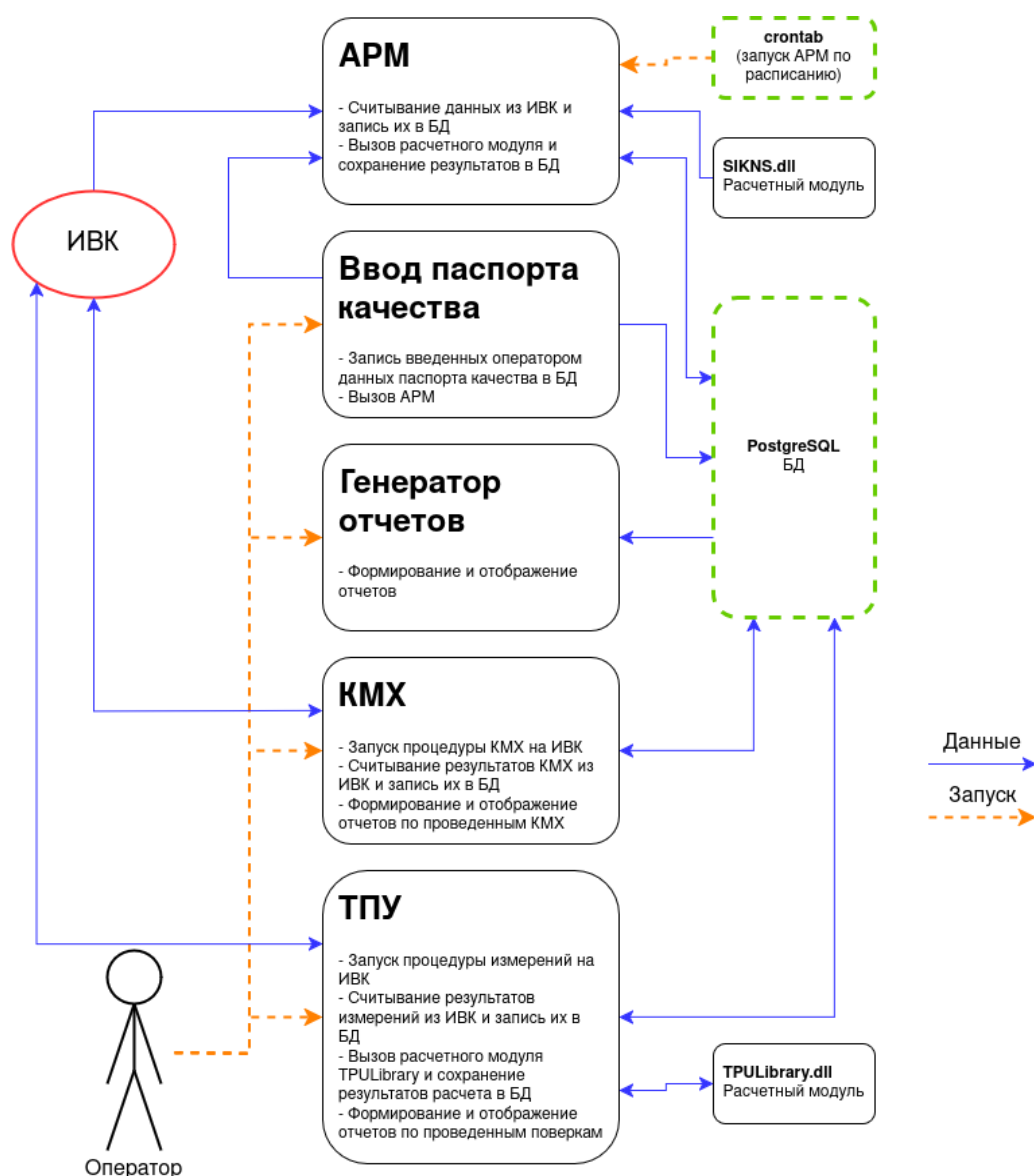 АРМ
- Считывание данных из ИВК и
запись их в БД
- Вызов расчетного модуля и
сохранение результатов в БД
crontab
(запуск АРМ по
расписанию)
SIKNS.dll
Расчетный модуль
ИВК
Ввод паспорта
качества
- Запись введенных оператором
данных паспорта качества в БД
- Вызов АРМ
PostgreSQL
БД
Генератор
отчетов
- Формирование и отображение
отчетов
КМХ
- Запуск процедуры КМХ на ИВК
- Считывание результатов КМХ из
ИВК и запись их в БД
- Формирование и отображение
отчетов по проведенным КМХ
Данные
Запуск
ТПУ
- Запуск процедуры измерений на
ИВК
- Считывание результатов
измерений из ИВК и запись их в
БД
- Вызов расчетного модуля
TPULibrary и сохранение
результатов расчета в БД
- Формирование и отображение
отчетов по проведенным поверкам
TPULibrary.dll
Расчетный модуль
Оператор